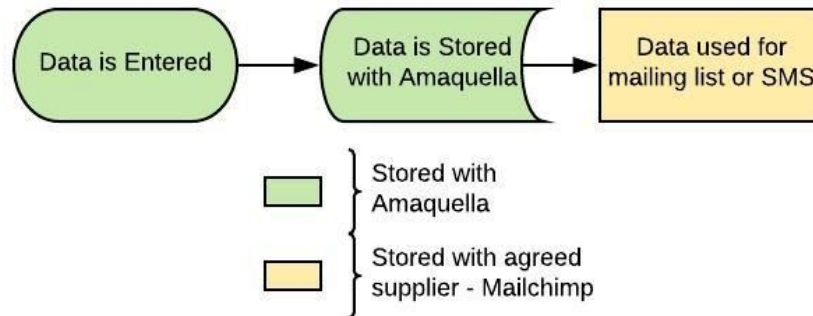 Data is Entered
Data is Stored
with Amaquella
Data used for
mailing list or SMS
Stored with
Amaquella
Stored with agreed
supplier - Mailchimp